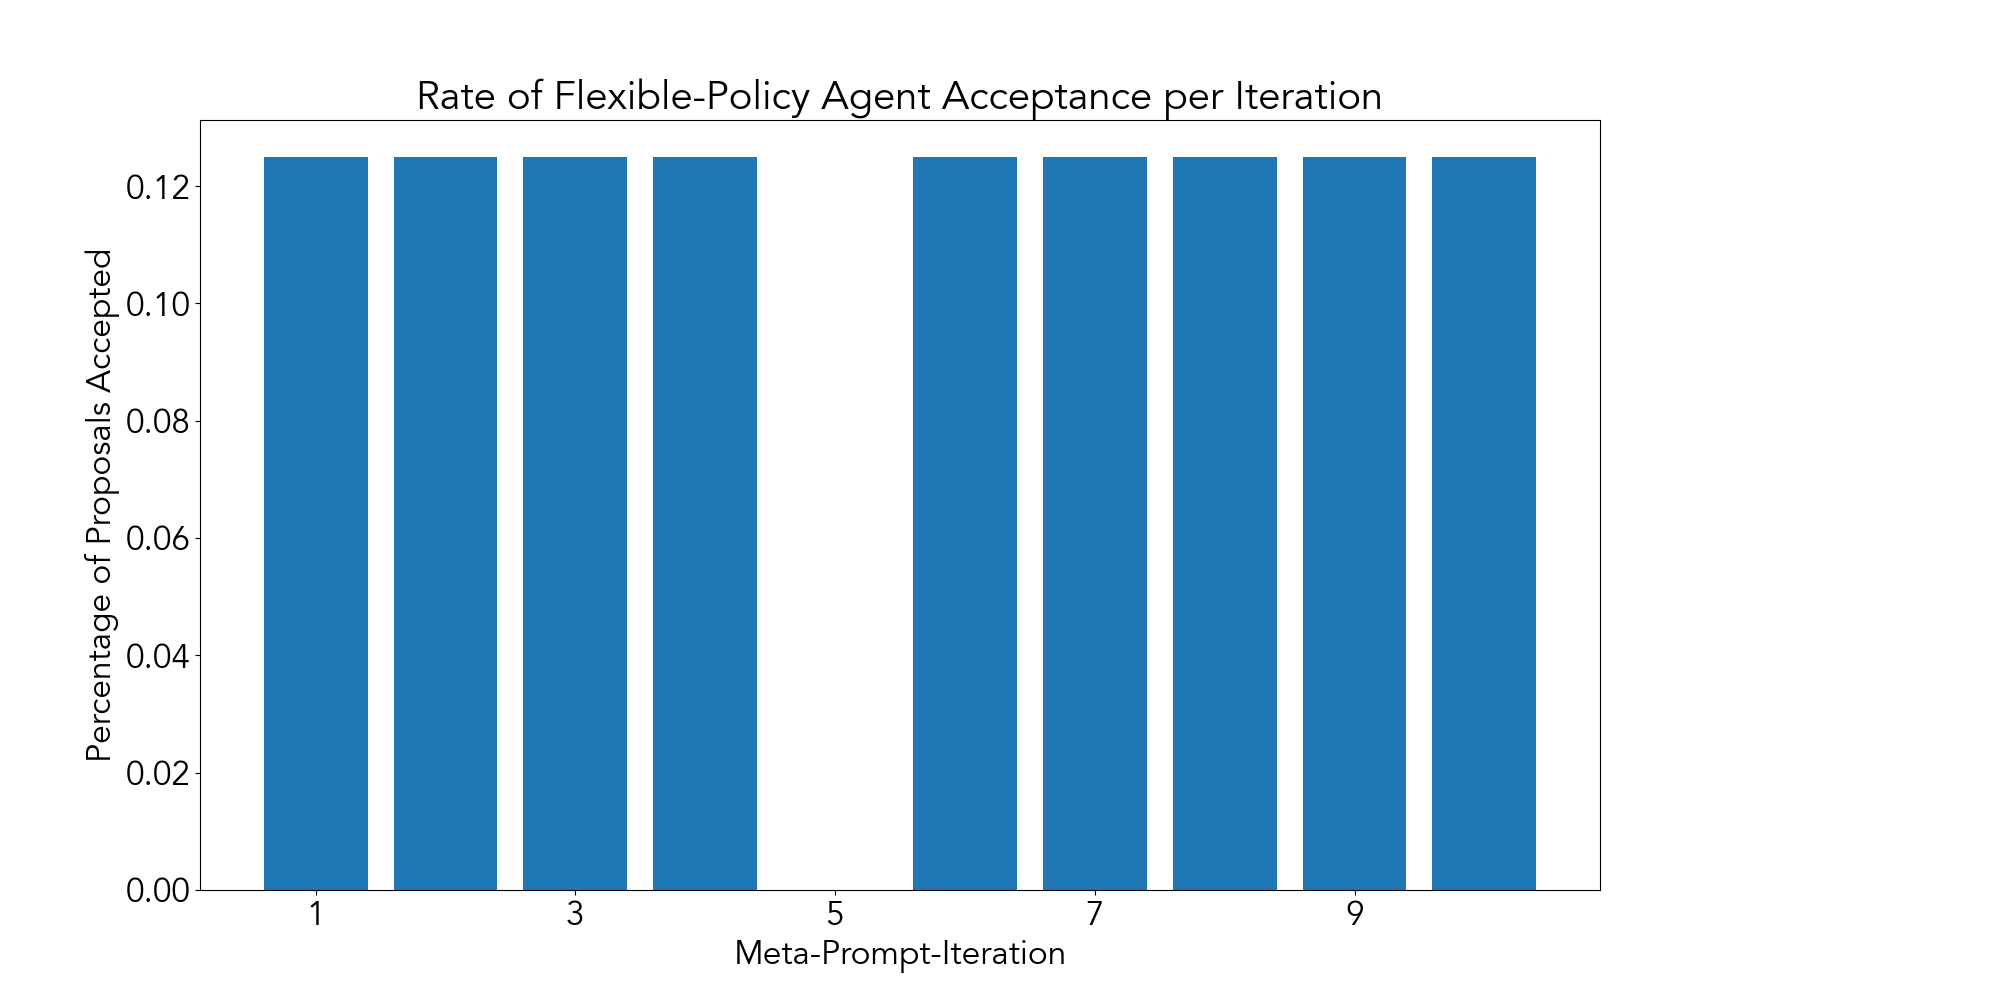 Rate of Flexible-Policy Agent Acceptance per Iteration
Percentage of Proposals Accepted
0.12
0.10
0.08
0.06
0.04
0.02
0.00
1 3 5 7 9
Meta-Prompt-Iteration